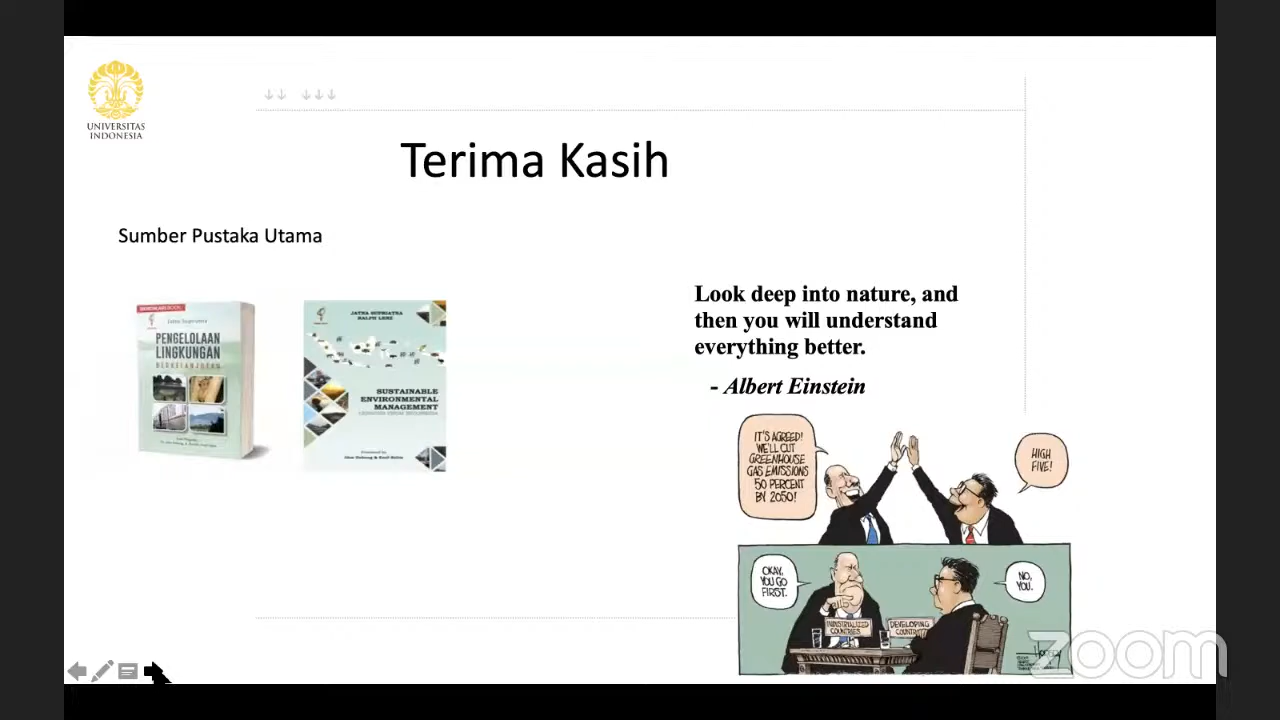 UNIVERSITAS
INDONESIA
Terima Kasih
Sumber Pustaka Utama
PENGELOLAAN
LINGKUNGAN
BERKELANJUTAN
JATNA SUPRIATNA
RALPH LENZ
SUSTAINABLE
ENVIRONMENTAL
MANAGEMENT
Look deep into nature, and
then you will understand
everything better.
- Albert Einstein
IT'S AGREED!
WE'LL CUT
GREENHOUSE
GAS EMISSIONS
50 PERCENT
BY 2050!
HIGH
FIVE!
OKAY,
YOU GO
FIRST.
NO,
YOU.
INDUSTRIALIZED
COUNTRIES
DEVELOPING
zoom